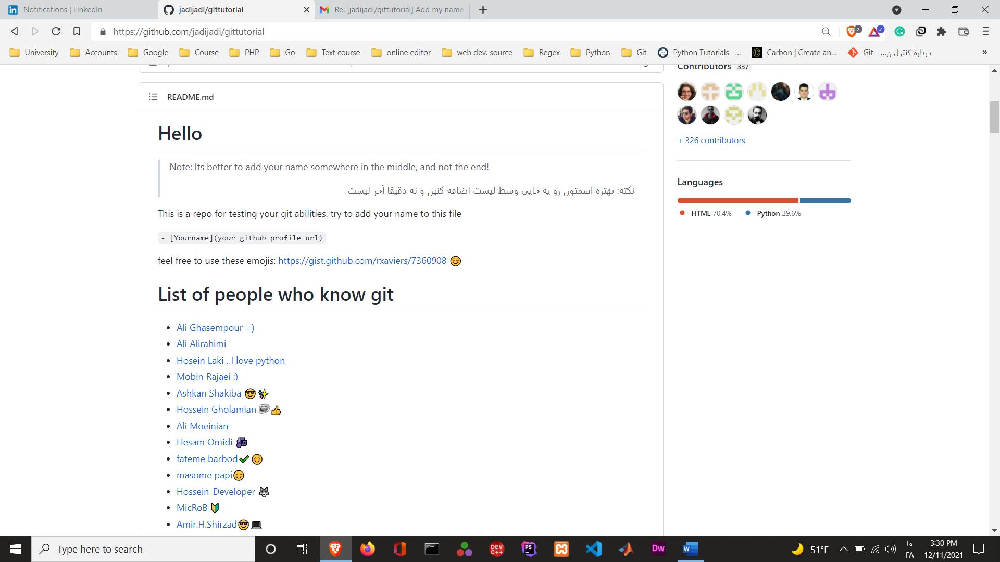 Notifications | LinkedIn
jadijadi/gittutorial
Re: [jadijadi/gittutorial] Add my name
https://github.com/jadijadi/gittutorial
2
University
Accounts
Google
Course
PHP
Go
Text course
online editor
web dev. source
Regex
Python
Git
Python Tutorials –...
Carbon | Create an...
Git - ...دربارهٔ کنترل ن
»
Contributors 337
README.md
Hello
Note: Its better to add your name somewhere in the middle, and not the end!
نکته: بهتره اسمتون رو یه جایی وسط لیست اضافه کنین و نه دقیقا آخر لیست
This is a repo for testing your git abilities. try to add your name to this file
- [Yourname](your github profile url)
feel free to use these emojis: https://gist.github.com/rxaviers/7360908 😊
List of people who know git
Ali Ghasempour =)
Ali Alirahimi
Hosein Laki , I love python
Mobin Rajaei :)
Ashkan Shakiba 😎✨
Hossein Gholamian 👍
Ali Moeinian
Hesam Omidi 🎶
fateme barbod✔😊
masome papi😊
Hossein-Developer 🐺
MicRoB 🔰
Amir.H.Shirzad😎💻
+ 326 contributors
Languages
HTML 70.4%
Python 29.6%
Type here to search
DEV C++
PS
Dw
W
51°F
فا
FA
3:30 PM
12/11/2021